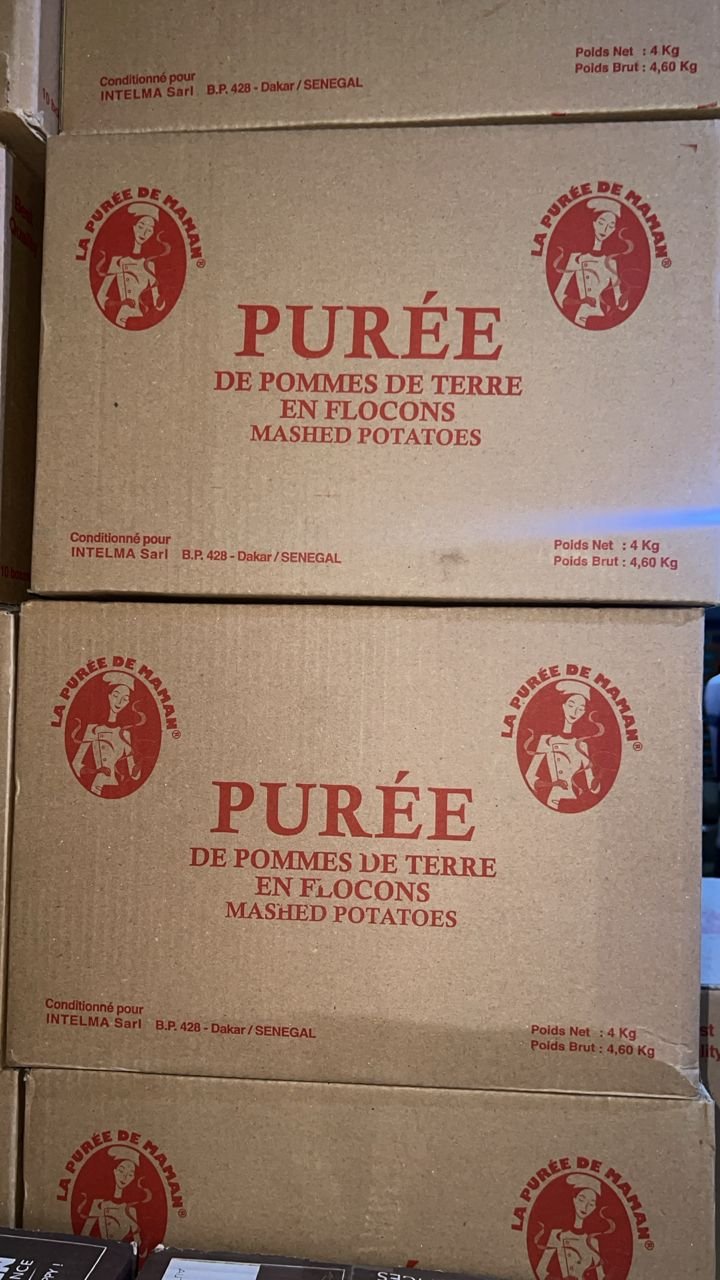 Conditionné pour
INTELMA Sarl B.P. 428 - Dakar / SENEGAL
Poids Net : 4 Kg
Poids Brut : 4,60 Kg
LA PURÉE DE MAMAN®
LA PURÉE DE MAMAN®
PURÉE
DE POMMES DE TERRE
EN FLOCONS
MASHED POTATOES
Conditionné pour
INTELMA Sarl B.P. 428 - Dakar / SENEGAL
Poids Net : 4 Kg
Poids Brut : 4,60 Kg
Best
Quality
LA PURÉE DE MAMAN®
LA PURÉE DE MAMAN®
PURÉE
DE POMMES DE TERRE
EN FLOCONS
MASHED POTATOES
Conditionné pour
INTELMA Sarl B.P. 428 - Dakar / SENEGAL
Poids Net : 4 Kg
Poids Brut : 4,60 Kg
LA PURÉE DE MAMAN®
LA PURÉE DE MAMAN®